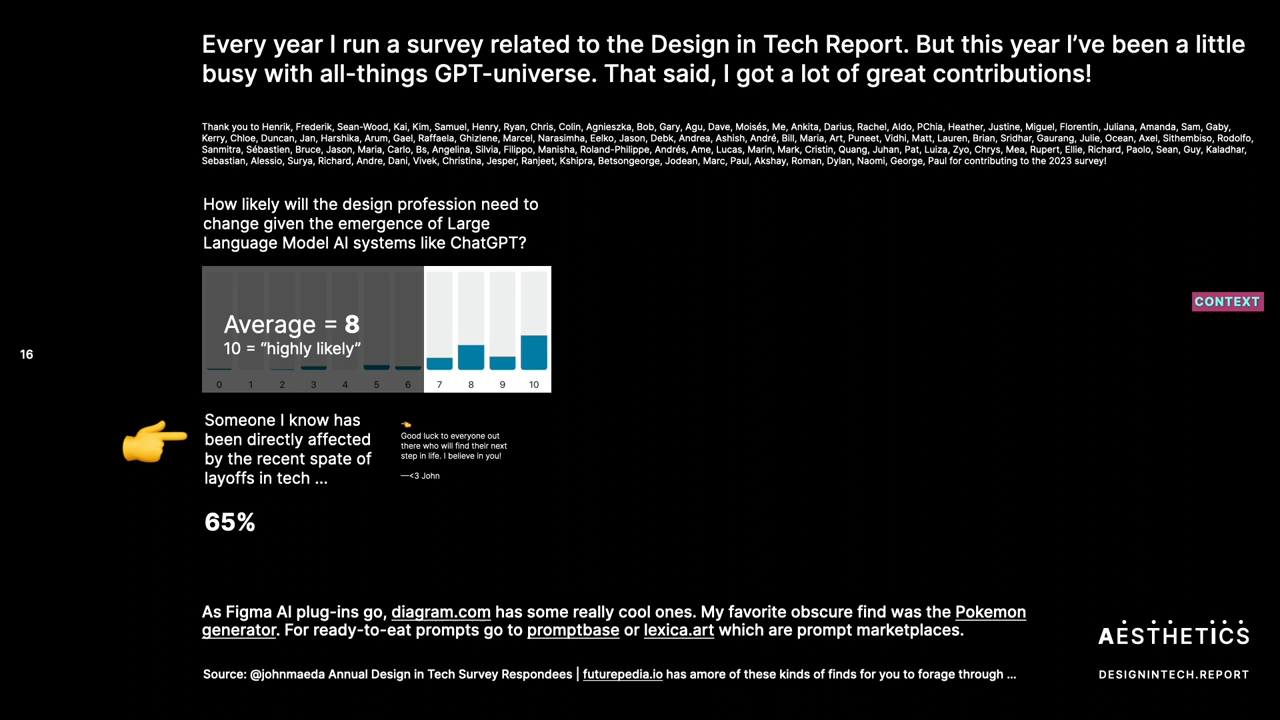 Every year I run a survey related to the Design in Tech Report. But this year I’ve been a little
busy with all-things GPT-universe. That said, I got a lot of great contributions!
Thank you to Henrik, Frederik, Sean-Wood, Kai, Kim, Samuel, Henry, Ryan, Chris, Colin, Agnieszka, Bob, Gary, Agu, Dave, Moisés, Me, Ankita, Darius, Rachel, Aldo, PChia, Heather, Justine, Miguel, Florentin, Juliana, Amanda, Sam, Gaby,
Kerry, Chloe, Duncan, Jan, Harshika, Arum, Gael, Raffaela, Ghizlene, Marcel, Narasimha, Eelko, Jason, Debk, Andrea, Ashish, André, Bill, Maria, Art, Puneet, Vidhi, Matt, Lauren, Brian, Sridhar, Gaurang, Julie, Ocean, Axel, Sithembiso, Rodolfo,
Sanmitra, Sébastien, Bruce, Jason, Maria, Carlo, Bs, Angelina, Silvia, Filippo, Manisha, Roland-Philippe, Andrés, Ame, Lucas, Marin, Mark, Cristin, Quang, Juhan, Pat, Luiza, Zyo, Chrys, Mea, Rupert, Ellie, Richard, Paolo, Sean, Guy, Kaladhar,
Sebastian, Alessio, Surya, Richard, Andre, Dani, Vivek, Christina, Jesper, Ranjeet, Kshipra, Betsongeorge, Jodean, Marc, Paul, Akshay, Roman, Dylan, Naomi, George, Paul for contributing to the 2023 survey!
How likely will the design profession need to
change given the emergence of Large
Language Model AI systems like ChatGPT?
Average = 8
10 = “highly likely”
0 1 2 3 4 5 6 7 8 9 10
CONTEXT
16
Someone I know has
been directly affected
by the recent spate of
layoffs in tech ...
65%
Good luck to everyone out
there who will find their next
step in life. I believe in you!
—<3 John
As Figma AI plug-ins go, diagram.com has some really cool ones. My favorite obscure find was the Pokemon
generator. For ready-to-eat prompts go to promptbase or lexica.art which are prompt marketplaces.
Source: @johnmaeda Annual Design in Tech Survey Respondees | futurepedia.io has amore of these kinds of finds for you to forage through ...
AESTHETICS
DESIGNINTECH.REPORT